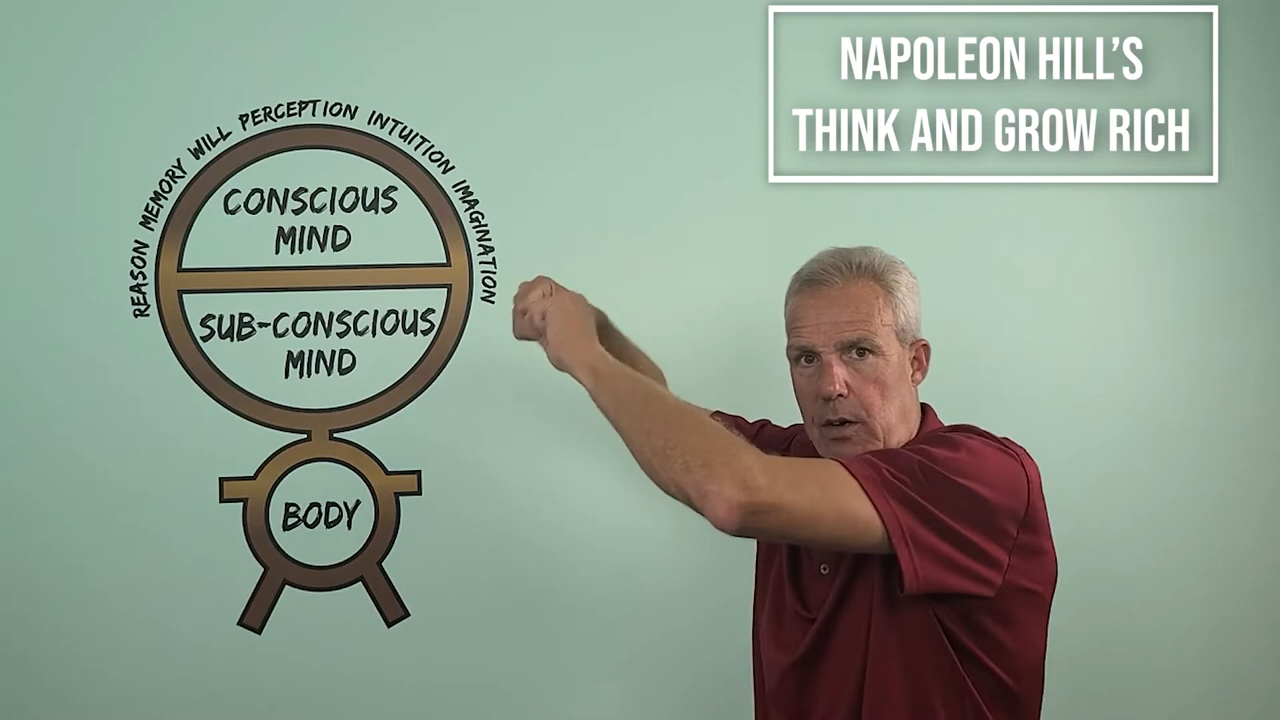 NAPOLEON HILL'S
THINK AND GROW RICH
REASON MEMORY WILL PERCEPTION INTUITION IMAGINATION
CONSCIOUS
MIND
SUB-CONSCIOUS
MIND
BODY